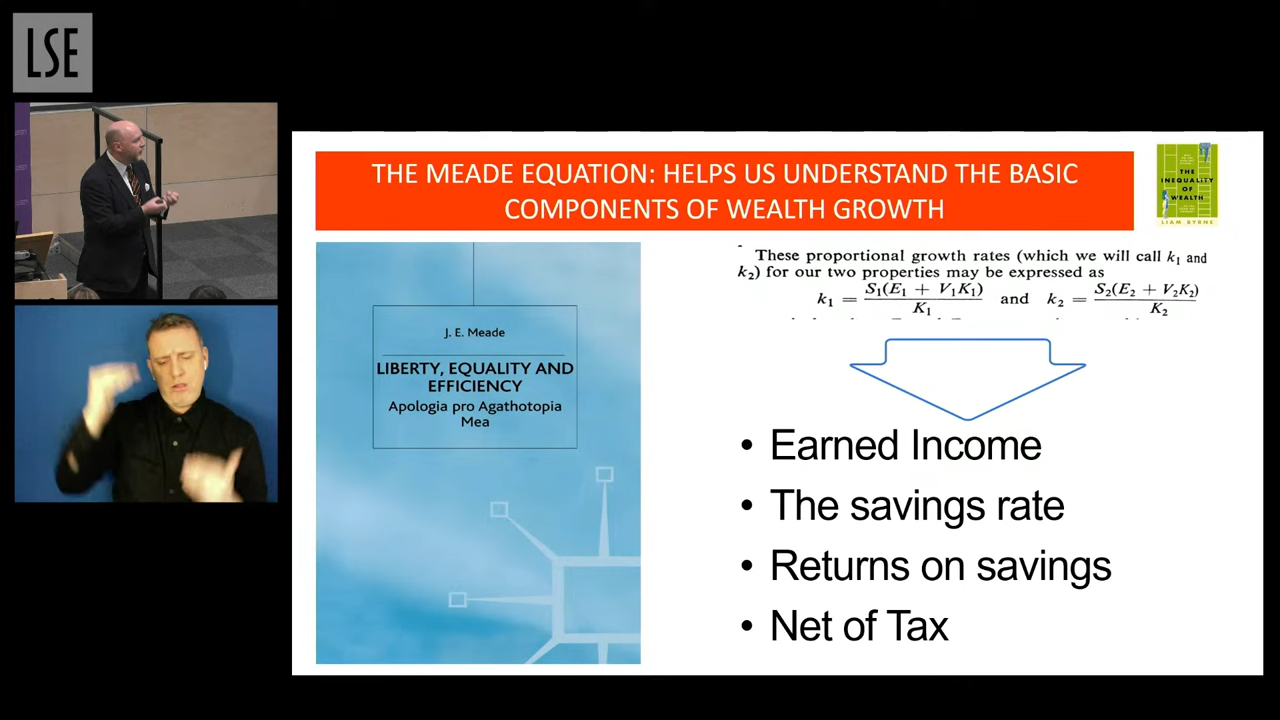 LSE
THE MEADE EQUATION: HELPS US UNDERSTAND THE BASIC
COMPONENTS OF WEALTH GROWTH
THE
INEQUALITY
OF
WEALTH
LIAM BYRNE
J. E. Meade
LIBERTY, EQUALITY AND
EFFICIENCY
Apologia pro Agathotopia
Mea
These proportional growth rates (which we will call k₁ and
k₂) for our two properties may be expressed as
k₁ = S₁(E₁ + V₁K₁)/K₁ and k₂ = S₂(E₂ + V₂K₂)/K₂
• Earned Income
• The savings rate
• Returns on savings
• Net of Tax